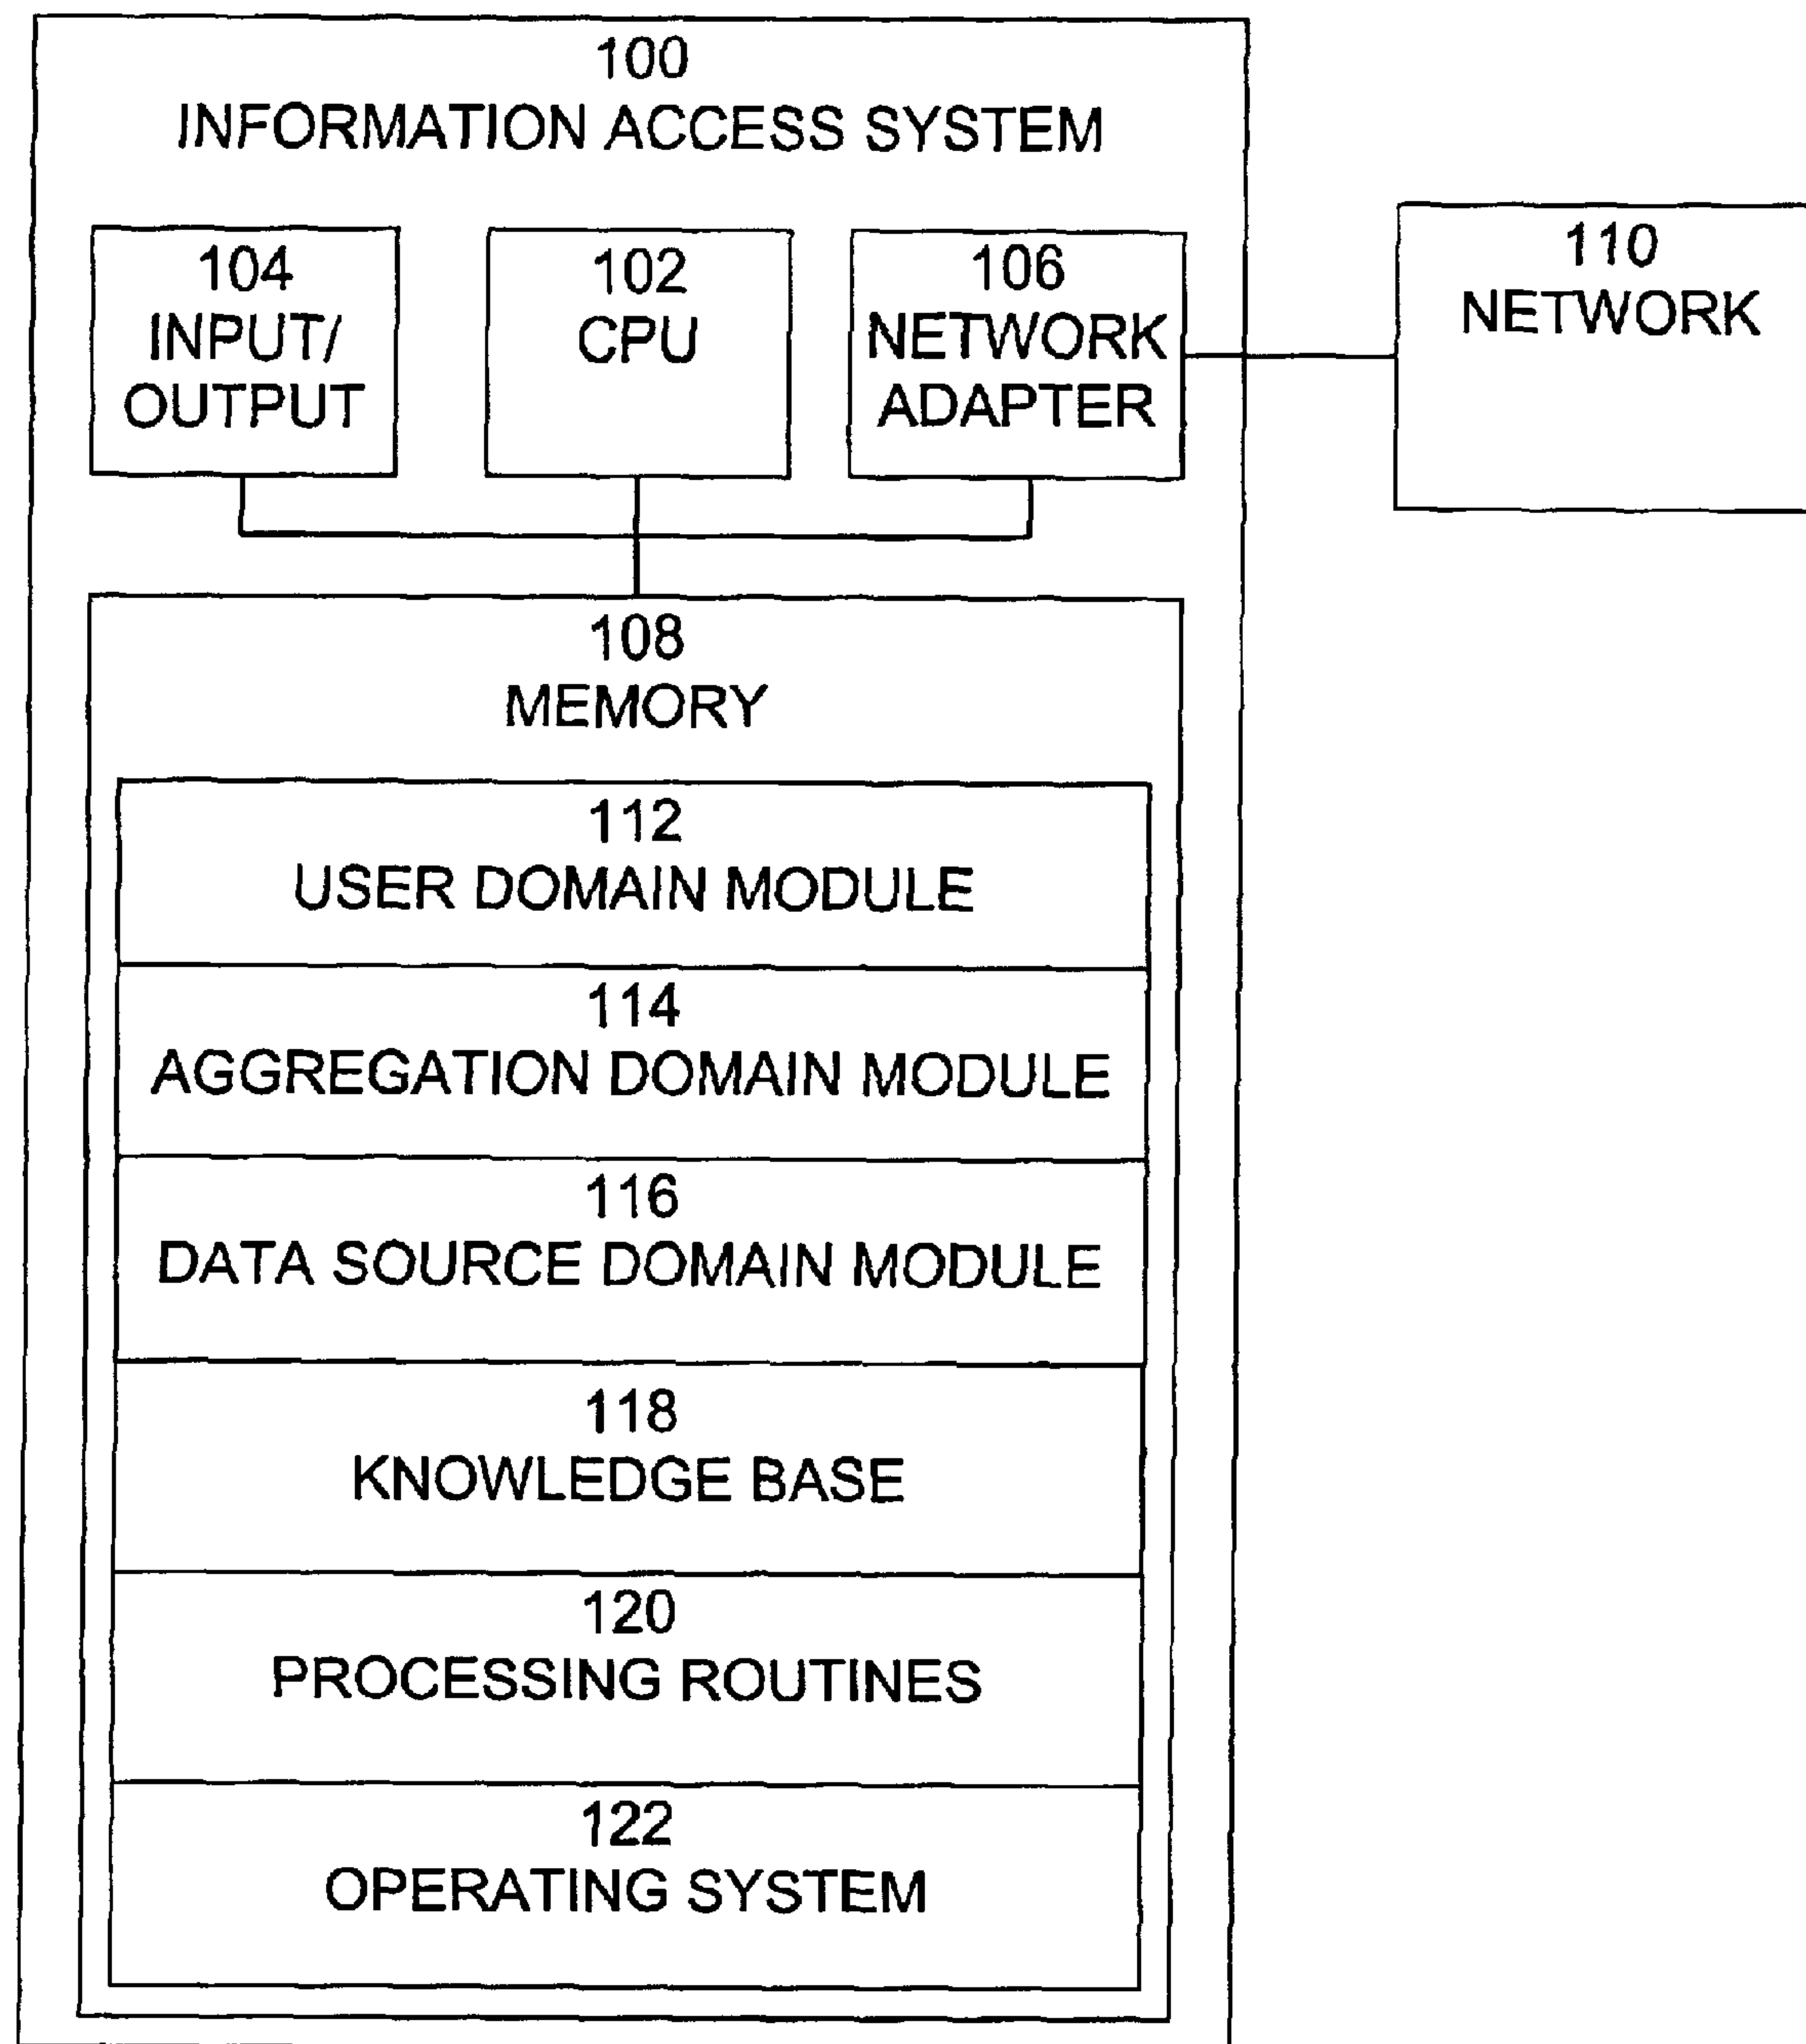 100
INFORMATION ACCESS SYSTEM
104
INPUT/
OUTPUT
102
CPU
106
NETWORK
ADAPTER
110
NETWORK
108
MEMORY
112
USER DOMAIN MODULE
114
AGGREGATION DOMAIN MODULE
116
DATA SOURCE DOMAIN MODULE
118
KNOWLEDGE BASE
120
PROCESSING ROUTINES
122
OPERATING SYSTEM